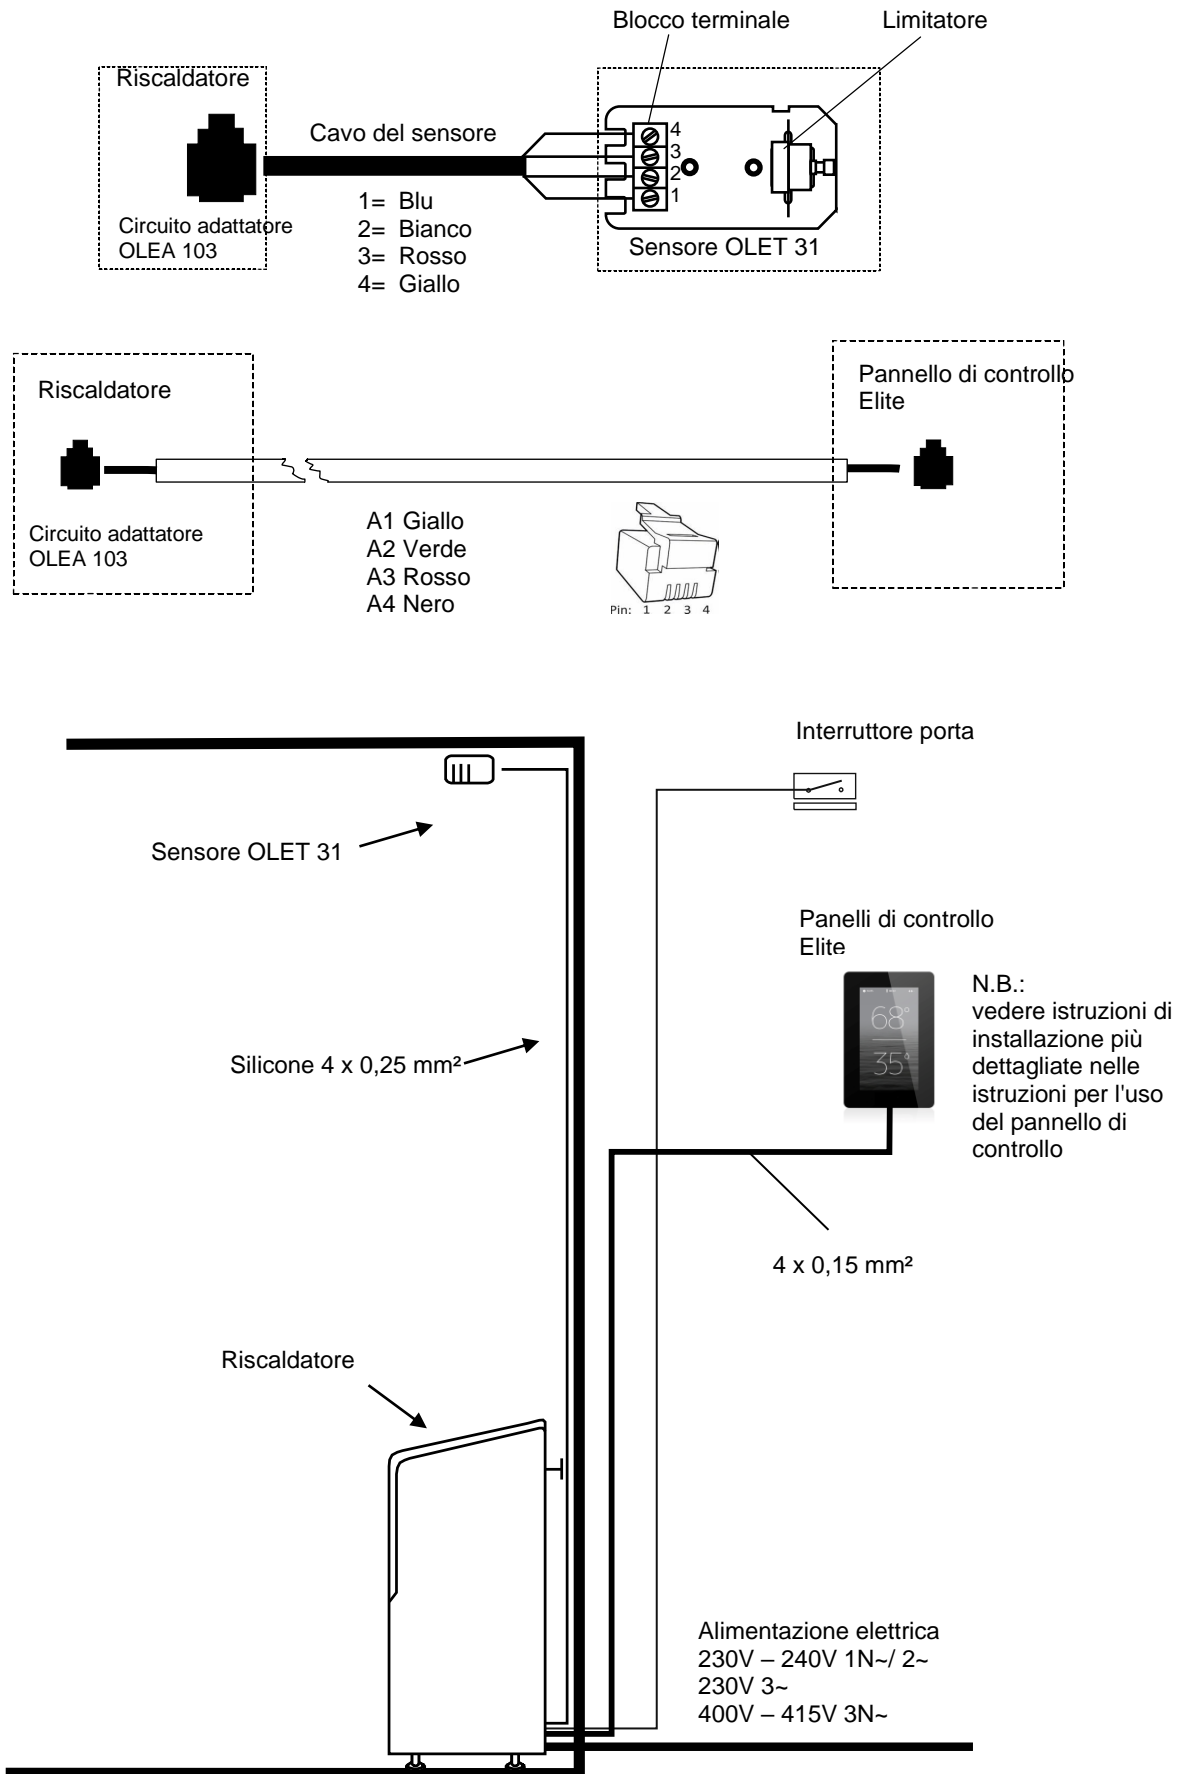 Blocco terminale
Limitatore
Riscaldatore
Cavo del sensore
4
3
2
1
1= Blu
2= Bianco
3= Rosso
4= Giallo
Circuito adattatore
OLEA 103
Sensore OLET 31
Riscaldatore
Pannello di controllo
Elite
Circuito adattatore
OLEA 103
A1 Giallo
A2 Verde
A3 Rosso
A4 Nero
Pin: 1 2 3 4
Interruttore porta
Sensore OLET 31
Panelli di controllo
Elite
68°
35°
N.B.:
vedere istruzioni di
installazione più
dettagliate nelle
istruzioni per l'uso
del pannello di
controllo
Silicone 4 x 0,25 mm²
4 x 0,15 mm²
Riscaldatore
Alimentazione elettrica
230V – 240V 1N~/ 2~
230V 3~
400V – 415V 3N~